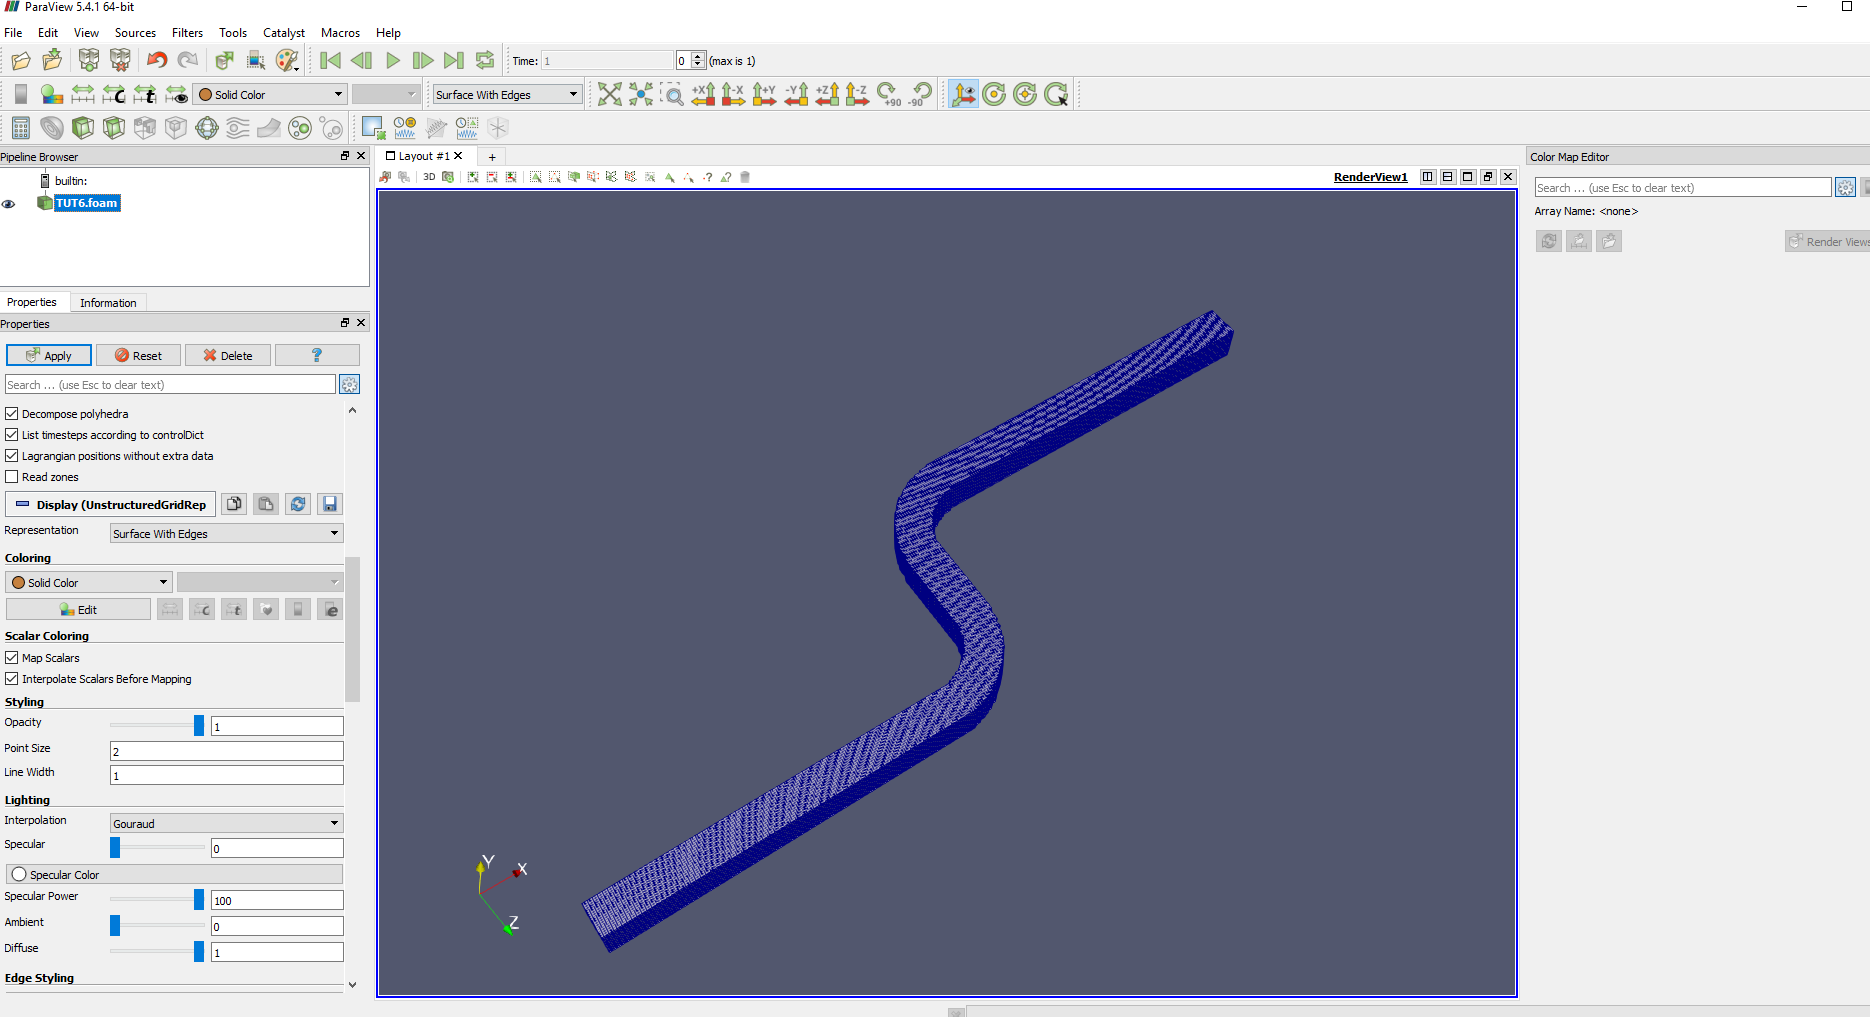 ParaView 5.4.1 64-bit
File Edit View Sources Filters Tools Catalyst Macros Help
Time: 1 0 (max is 1)
Solid Color Surface With Edges +X -X +Y -Y +Z -Z +90 -90
Pipeline Browser
builtin:
TUT6.foam
Properties Information
Properties
Apply Reset Delete ?
Search ... (use Esc to clear text)
Decompose polyhedra
List timesteps according to controlDict
Lagrangian positions without extra data
Read zones
Display (UnstructuredGridRep
Representation Surface With Edges
Coloring
Solid Color
Edit
Scalar Coloring
Map Scalars
Interpolate Scalars Before Mapping
Styling
Opacity 1
Point Size 2
Line Width 1
Lighting
Interpolation Gouraud
Specular 0
Specular Color
Specular Power 100
Ambient 0
Diffuse 1
Edge Styling
Layout #1 +
3D RenderView1
Y
X
Z
Color Map Editor
Search ... (use Esc to clear text)
Array Name: <none>
Render Views